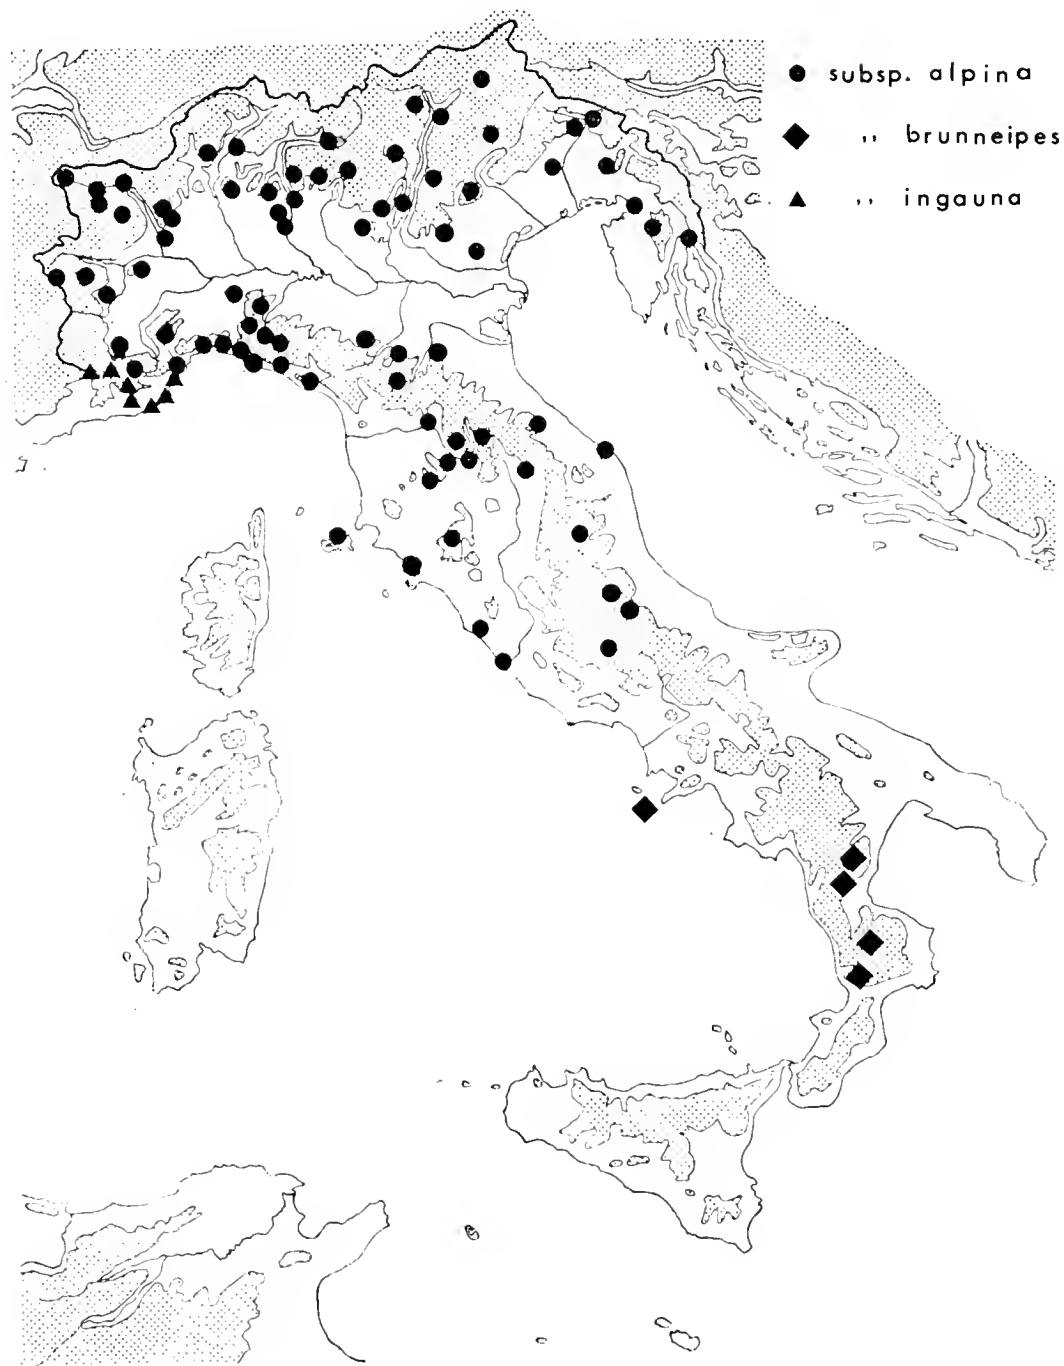 ● subsp. alpina
◆ ,, brunneipes
▲ ,, ingauna